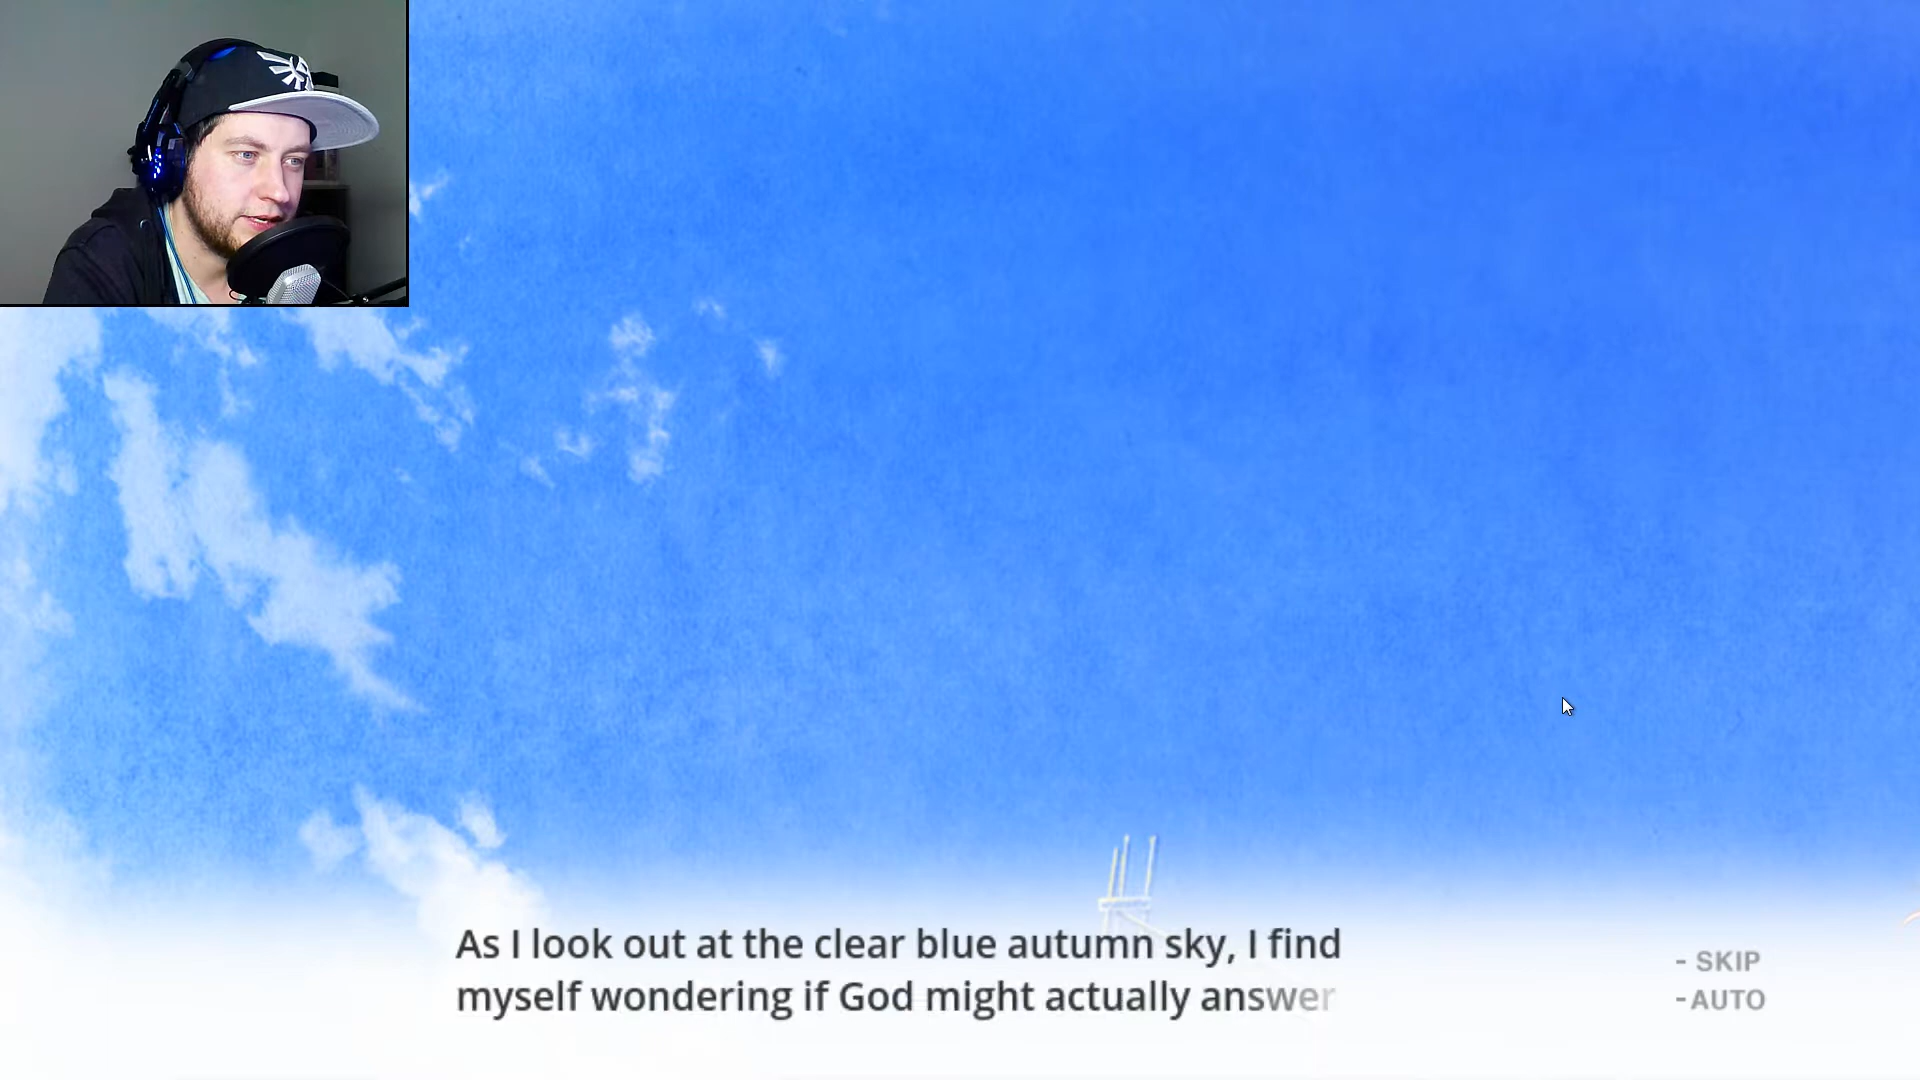 As I look out at the clear blue autumn sky, I find
myself wondering if God might actually answer
- SKIP
- AUTO